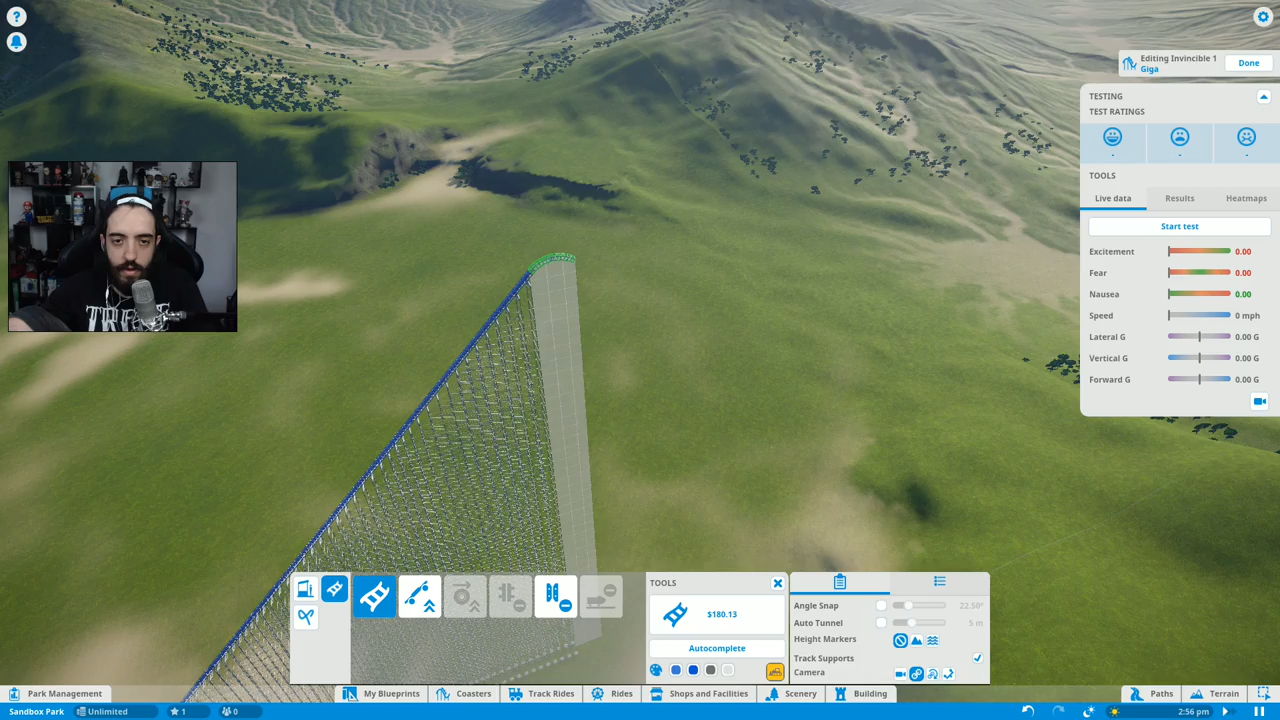 ?
Editing Invincible 1
Giga
Done
TESTING
TEST RATINGS
- - -
TOOLS
Live data Results Heatmaps
Start test
Excitement 0.00
Fear 0.00
Nausea 0.00
Speed 0 mph
Lateral G 0.00 G
Vertical G 0.00 G
Forward G 0.00 G
TOOLS
$180.13
Autocomplete
Angle Snap 22.50°
Auto Tunnel 5 m
Height Markers
Track Supports
Camera
Park Management My Blueprints Coasters Track Rides Rides Shops and Facilities Scenery Building Paths Terrain
Sandbox Park Unlimited 1 0 2:56 pm